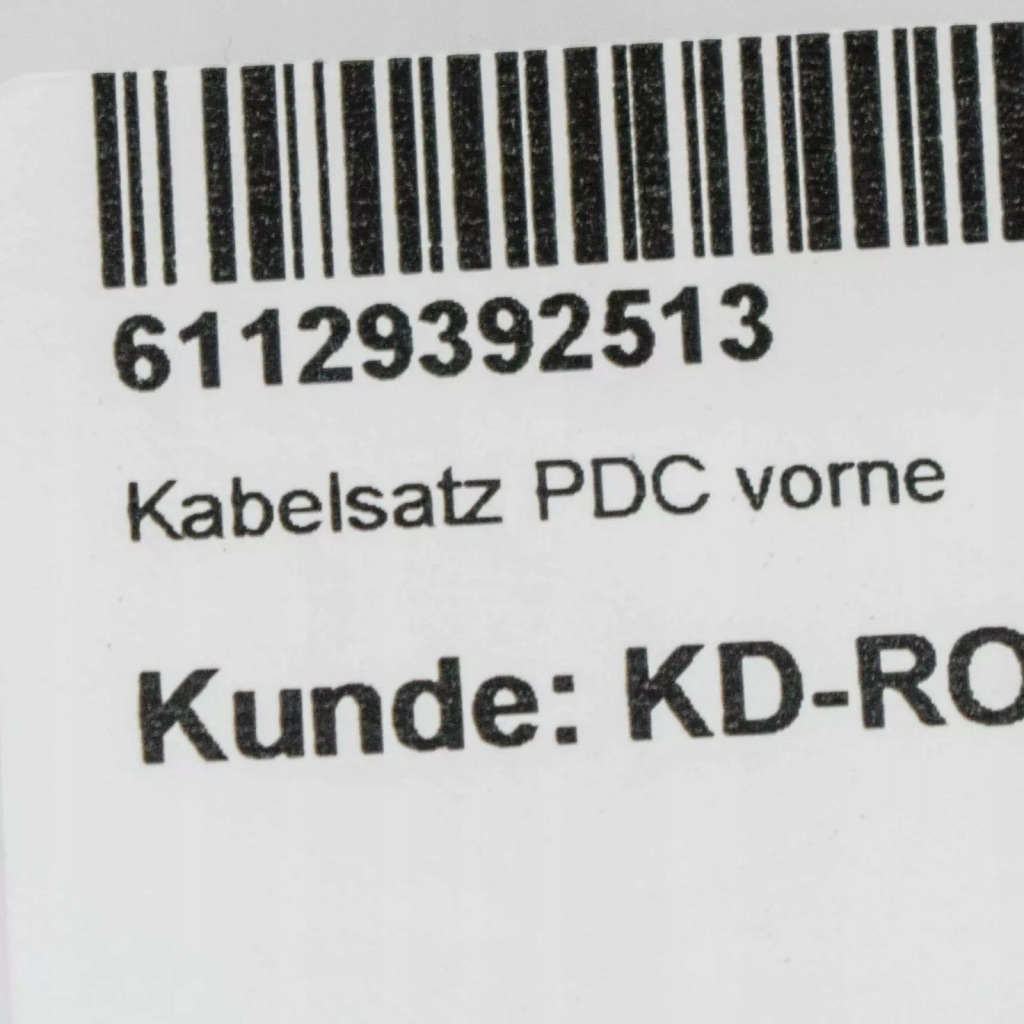 61129392513
Kabelsatz PDC vorne
Kunde: KD-RO